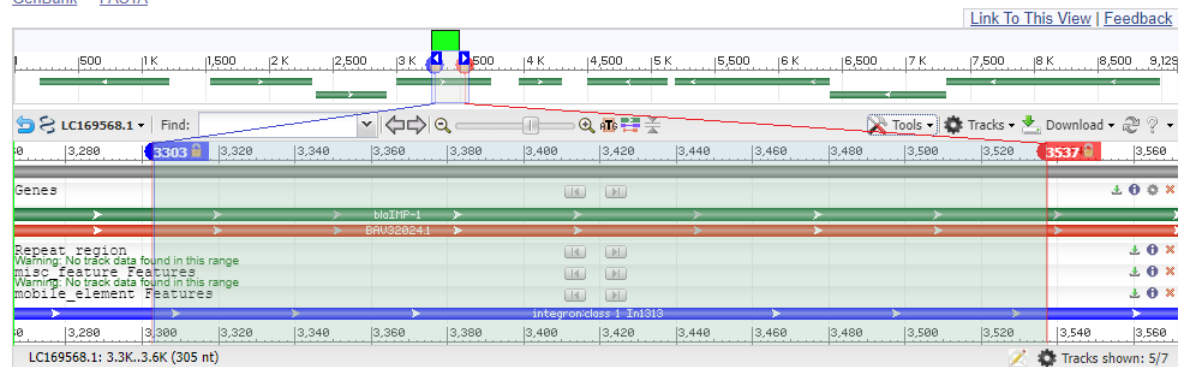 GenBank FASTA
Link To This View | Feedback
500 1 K 1,500 2 K 2,500 3 K 500 4 K 4,500 5 K 5,500 6 K 6,500 7 K 7,500 8 K 8,500 9,129
LC169568.1 Find: ATG Tools Tracks Download ?
3,280 3303 3,320 3,340 3,360 3,380 3,400 3,420 3,440 3,460 3,480 3,500 3,520 3537 3,560
Genes
blaIMP-1
BAV32024.1
Repeat region
Warning: No track data found in this range
misc_feature Features
Warning: No track data found in this range
mobile_element Features
integron:class 1 In1313
3,280 3,300 3,320 3,340 3,360 3,380 3,400 3,420 3,440 3,460 3,480 3,500 3,520 3,540 3,560
LC169568.1: 3.3K..3.6K (305 nt) Tracks shown: 5/7